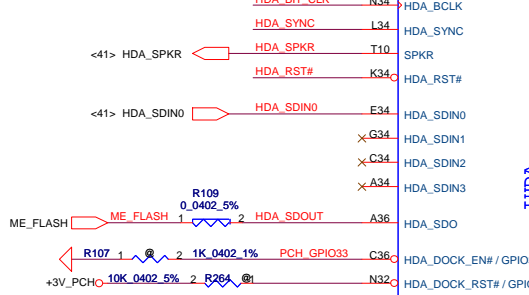 HDA_BIT_CLK N34 HDA_BCLK
HDA_SYNC L34 HDA_SYNC
<41> HDA_SPKR HDA_SPKR T10 SPKR
HDA_RST# K34 HDA_RST#
<41> HDA_SDIN0 HDA_SDIN0 E34 HDA_SDIN0
G34 HDA_SDIN1
C34 HDA_SDIN2
A34 HDA_SDIN3
R109
0_0402_5%
ME_FLASH ME_FLASH 1 2 HDA_SDOUT A36 HDA_SDO
R107 1 @ 2 1K_0402_1% PCH_GPIO33 C36 HDA_DOCK_EN# / GPIO
+3V_PCH 10K_0402_5% 2 R264 @ 1 N32 HDA_DOCK_RST# / GPI